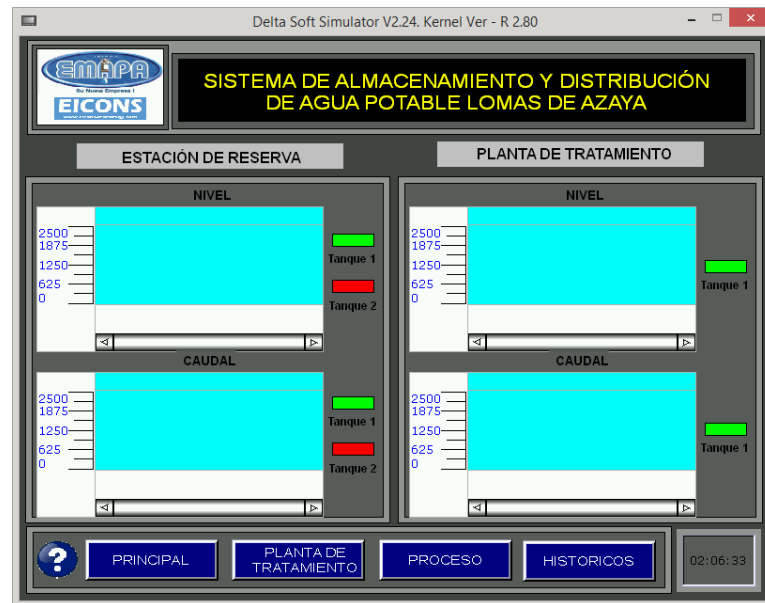 Delta Soft Simulator V2.24. Kernel Ver - R 2.80
EMAPA
Su Nueva Empresa !
EICONS
SISTEMA DE ALMACENAMIENTO Y DISTRIBUCIÓN
DE AGUA POTABLE LOMAS DE AZAYA
ESTACIÓN DE RESERVA
PLANTA DE TRATAMIENTO
NIVEL
2500
1875
1250
625
0
Tanque 1
Tanque 2
CAUDAL
2500
1875
1250
625
0
Tanque 1
Tanque 2
NIVEL
2500
1875
1250
625
0
Tanque 1
CAUDAL
2500
1875
1250
625
0
Tanque 1
?
PRINCIPAL
PLANTA DE
TRATAMIENTO
PROCESO
HISTORICOS
02:06:33